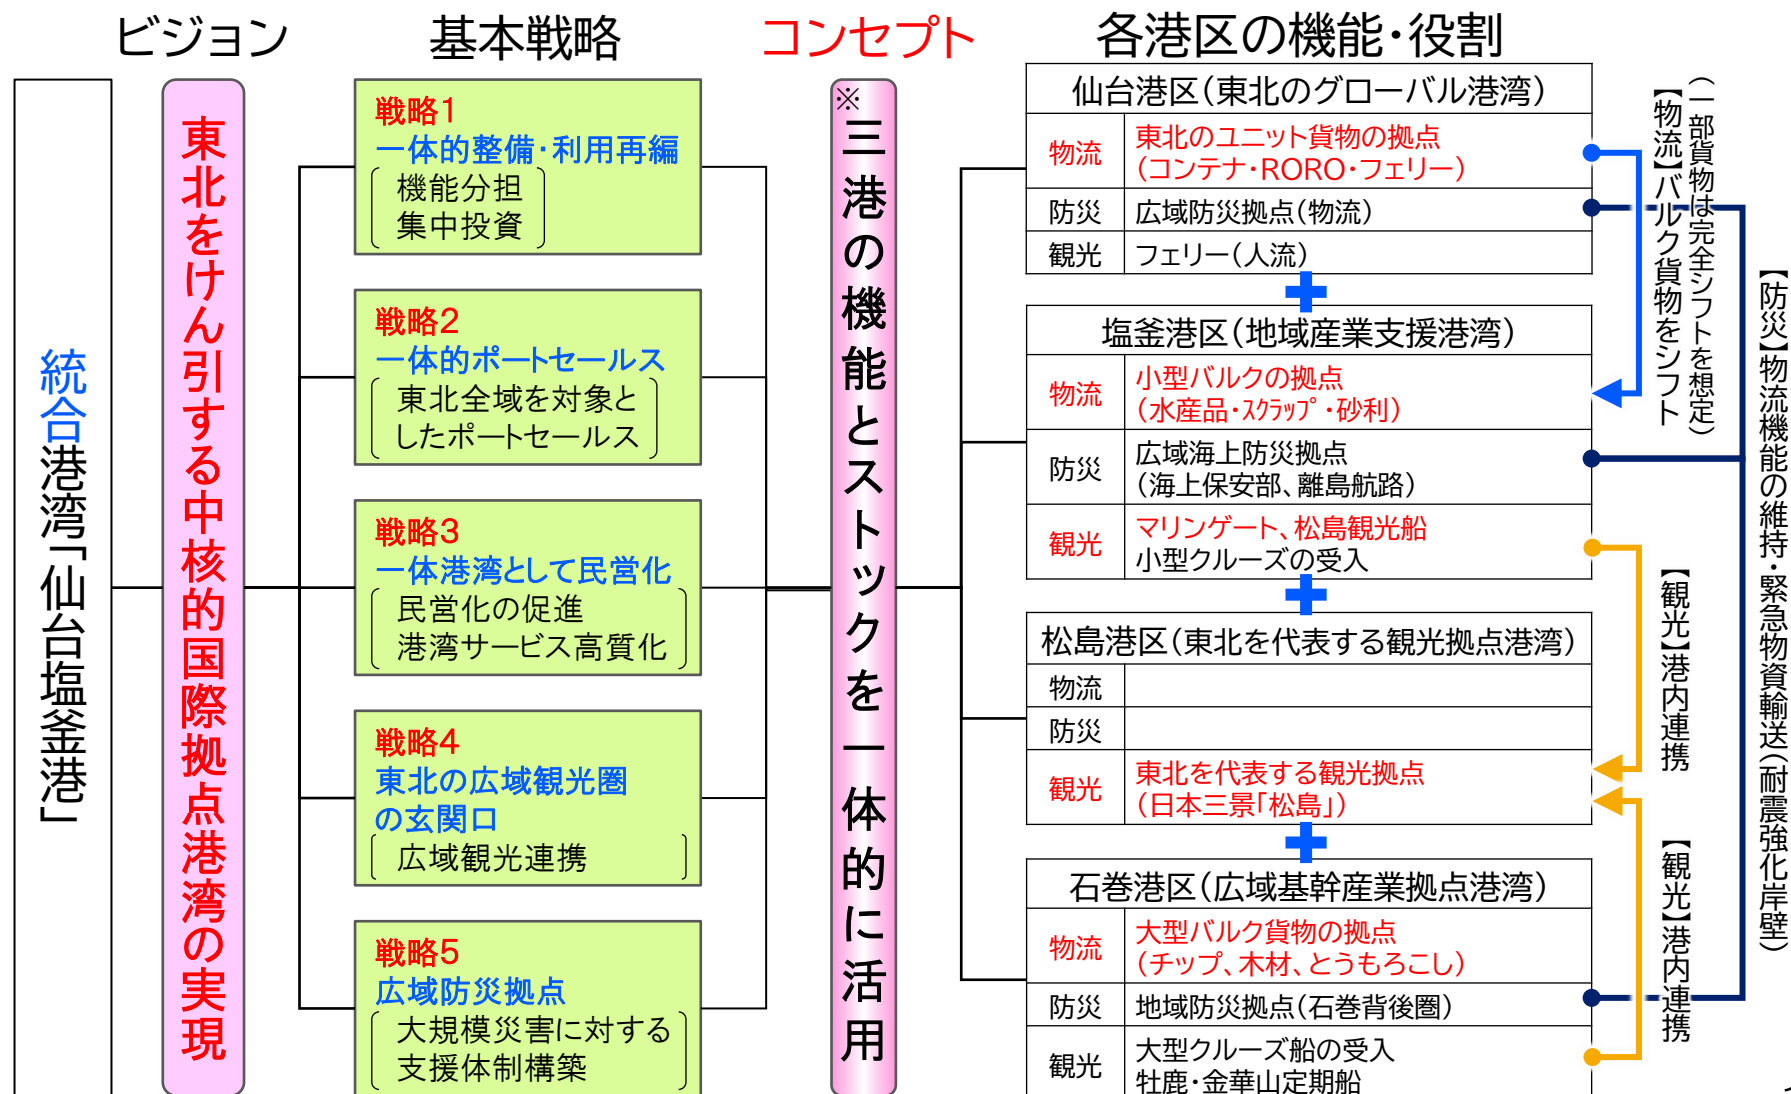 ビジョン
基本戦略
コンセプト
各港区の機能・役割
統合港湾「仙台塩釜港」
東北をけん引する中核的国際拠点港湾の実現
戦略1
一体的整備・利用再編
機能分担
集中投資
戦略2
一体的ポートセールス
東北全域を対象と
したポートセールス
戦略3
一体港湾として民営化
民営化の促進
港湾サービス高質化
戦略4
東北の広域観光圏
の玄関口
広域観光連携
戦略5
広域防災拠点
大規模災害に対する
支援体制構築
※
三港の機能とストックを一体的に活用
仙台港区(東北のグローバル港湾)
物流
東北のユニット貨物の拠点
(コンテナ・RORO・フェリー)
防災
広域防災拠点(物流)
観光
フェリー(人流)
塩釜港区(地域産業支援港湾)
物流
小型バルクの拠点
(水産品・スクラップ・砂利)
防災
広域海上防災拠点
(海上保安部、離島航路)
観光
マリンゲート、松島観光船
小型クルーズの受入
松島港区(東北を代表する観光拠点港湾)
物流
防災
観光
東北を代表する観光拠点
(日本三景「松島」)
石巻港区(広域基幹産業拠点港湾)
物流
大型バルク貨物の拠点
(チップ、木材、とうもろこし)
防災
地域防災拠点(石巻背後圏)
観光
大型クルーズ船の受入
牡鹿・金華山定期船
【物流】バルク貨物をシフト
(一部貨物は完全シフトを想定)
【観光】港内連携
【観光】港内連携
【防災】物流機能の維持・緊急物資輸送(耐震強化岸壁)